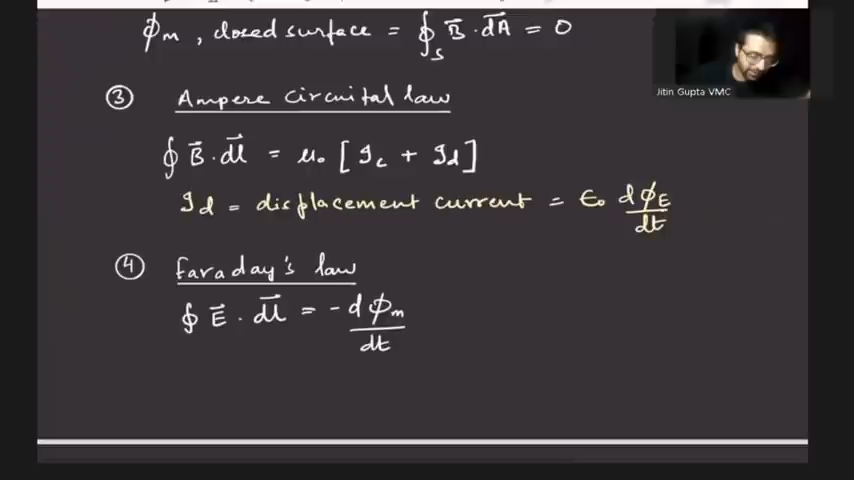 ϕm , closed surface = ∮s B⃗ · dA⃗ = 0
Jitin Gupta VMC
③ Ampere circuital law
∮ B⃗ · dl⃗ = μ₀ [ Ic + Id ]
Id = displacement current = ε₀ dϕE/dt
④ Faraday's law
∮ E⃗ · dl⃗ = - dϕm/dt